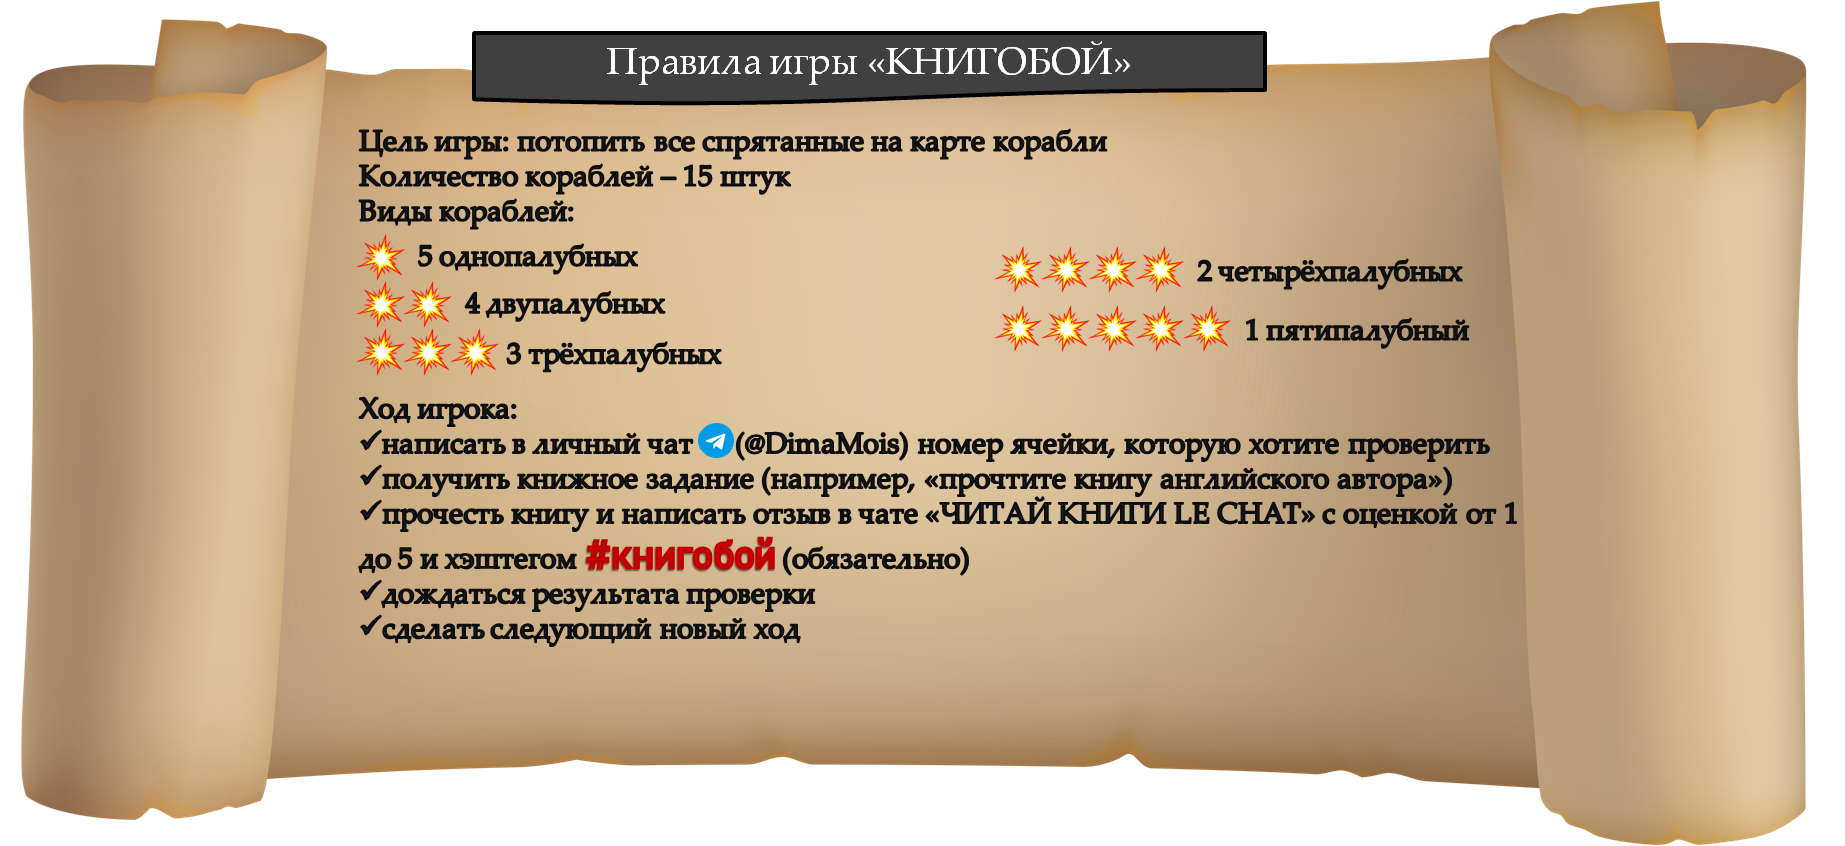 Правила игры «КНИГОБОЙ»
Цель игры: потопить все спрятанные на карте корабли
Количество кораблей – 15 штук
Виды кораблей:
5 однопалубных
4 двупалубных
3 трёхпалубных
2 четырёхпалубных
1 пятипалубный
Ход игрока:
✓написать в личный чат (@DimaMois) номер ячейки, которую хотите проверить
✓получить книжное задание (например, «прочтите книгу английского автора»)
✓прочесть книгу и написать отзыв в чате «ЧИТАЙ КНИГИ LE CHAT» с оценкой от 1
до 5 и хэштегом #книгобой (обязательно)
✓дождаться результата проверки
✓сделать следующий новый ход